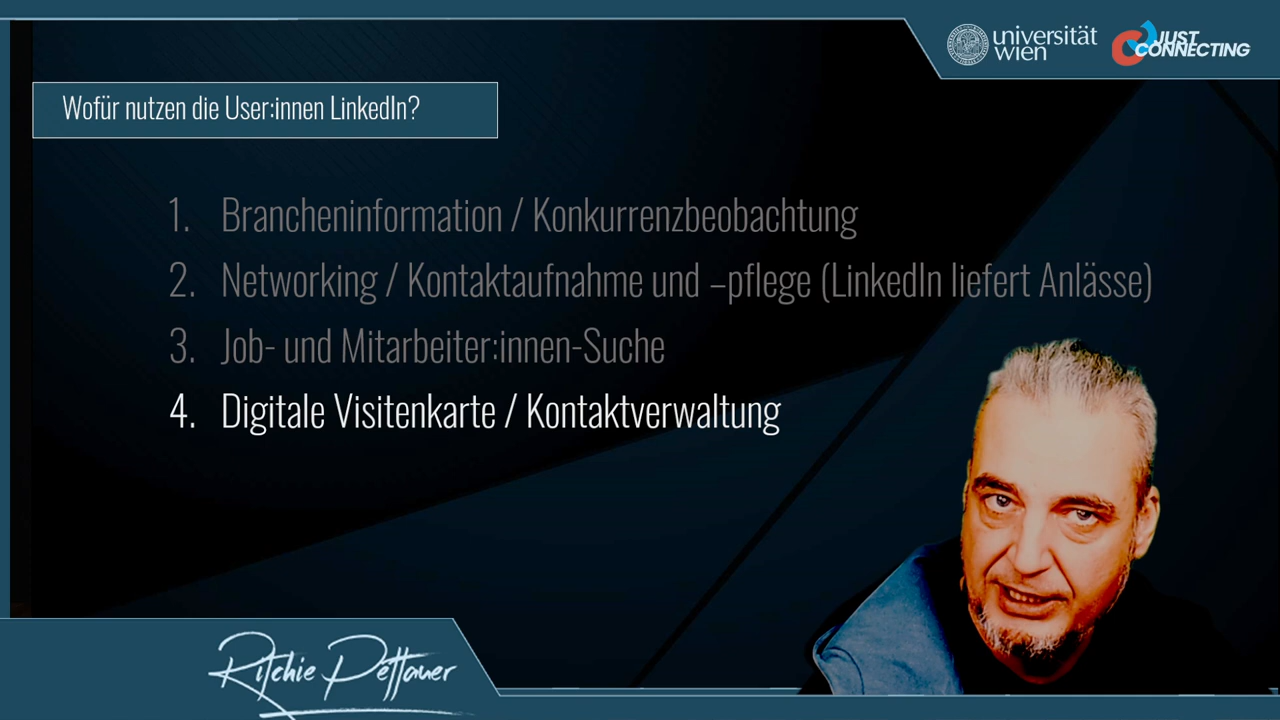 universität
wien
JUST
CONNECTING
Wofür nutzen die User:innen LinkedIn?
1. Brancheninformation / Konkurrenzbeobachtung
2. Networking / Kontaktaufnahme und –pflege (LinkedIn liefert Anlässe)
3. Job- und Mitarbeiter:innen-Suche
4. Digitale Visitenkarte / Kontaktverwaltung
Ritchie Pettauer